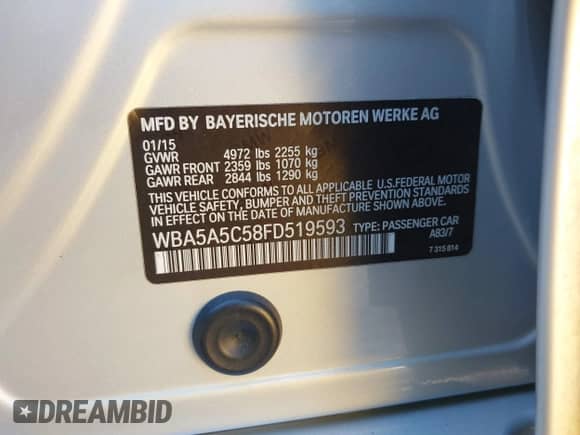 MFD BY BAYERISCHE MOTOREN WERKE AG
01/15
GVWR 4972 lbs 2255 kg
GAWR FRONT 2359 lbs 1070 kg
GAWR REAR 2844 lbs 1290 kg
THIS VEHICLE CONFORMS TO ALL APPLICABLE U.S.FEDERAL MOTOR
VEHICLE SAFETY, BUMPER AND THEFT PREVENTION STANDARDS
IN EFFECT ON THE DATE OF MANUFACTURE SHOWN ABOVE.
WBA5A5C58FD519593 TYPE: PASSENGER CAR
A83/7
7 315 814
DREAMBID